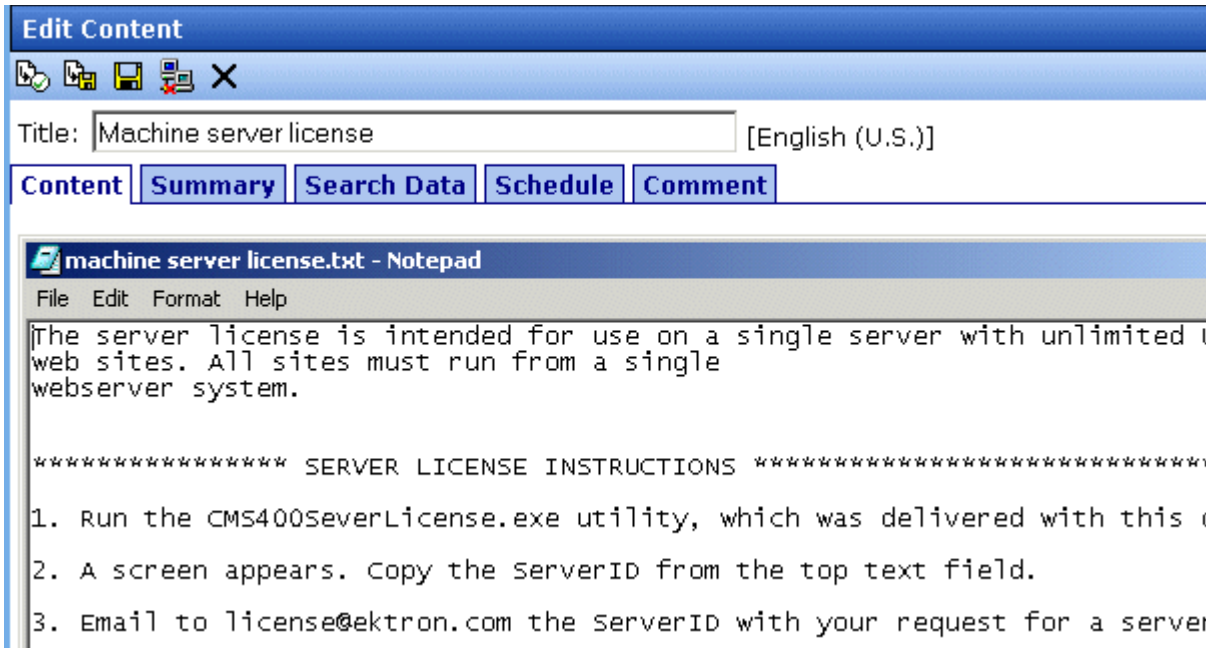 Edit Content
Title: Machine server license [English (U.S.)]
Content Summary Search Data Schedule Comment
machine server license.txt - Notepad
File Edit Format Help
The server license is intended for use on a single server with unlimited
web sites. All sites must run from a single
webserver system.
**************** SERVER LICENSE INSTRUCTIONS ****************************
1. Run the CMS400SeverLicense.exe utility, which was delivered with this
2. A screen appears. Copy the ServerID from the top text field.
3. Email to license@ektron.com the ServerID with your request for a server